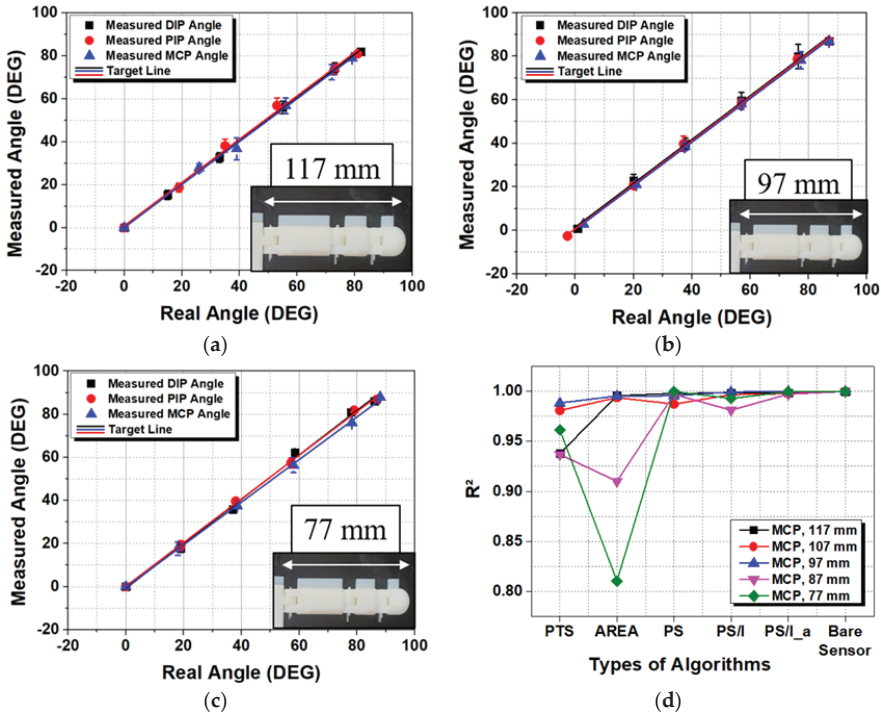 Measured DIP Angle
Measured PIP Angle
Measured MCP Angle
Target Line
Measured Angle (DEG)
100
80
60
40
20
0
-20
117 mm
-20 0 20 40 60 80 100
Real Angle (DEG)
(a)
Measured DIP Angle
Measured PIP Angle
Measured MCP Angle
Target Line
Measured Angle (DEG)
100
80
60
40
20
0
-20
97 mm
-20 0 20 40 60 80 100
Real Angle (DEG)
(b)
Measured DIP Angle
Measured PIP Angle
Measured MCP Angle
Target Line
Measured Angle (DEG)
100
80
60
40
20
0
-20
77 mm
-20 0 20 40 60 80 100
Real Angle (DEG)
(c)
R²
1.00
0.95
0.90
0.85
0.80
MCP, 117 mm
MCP, 107 mm
MCP, 97 mm
MCP, 87 mm
MCP, 77 mm
PTS AREA PS PS/I PS/I_a Bare
Sensor
Types of Algorithms
(d)